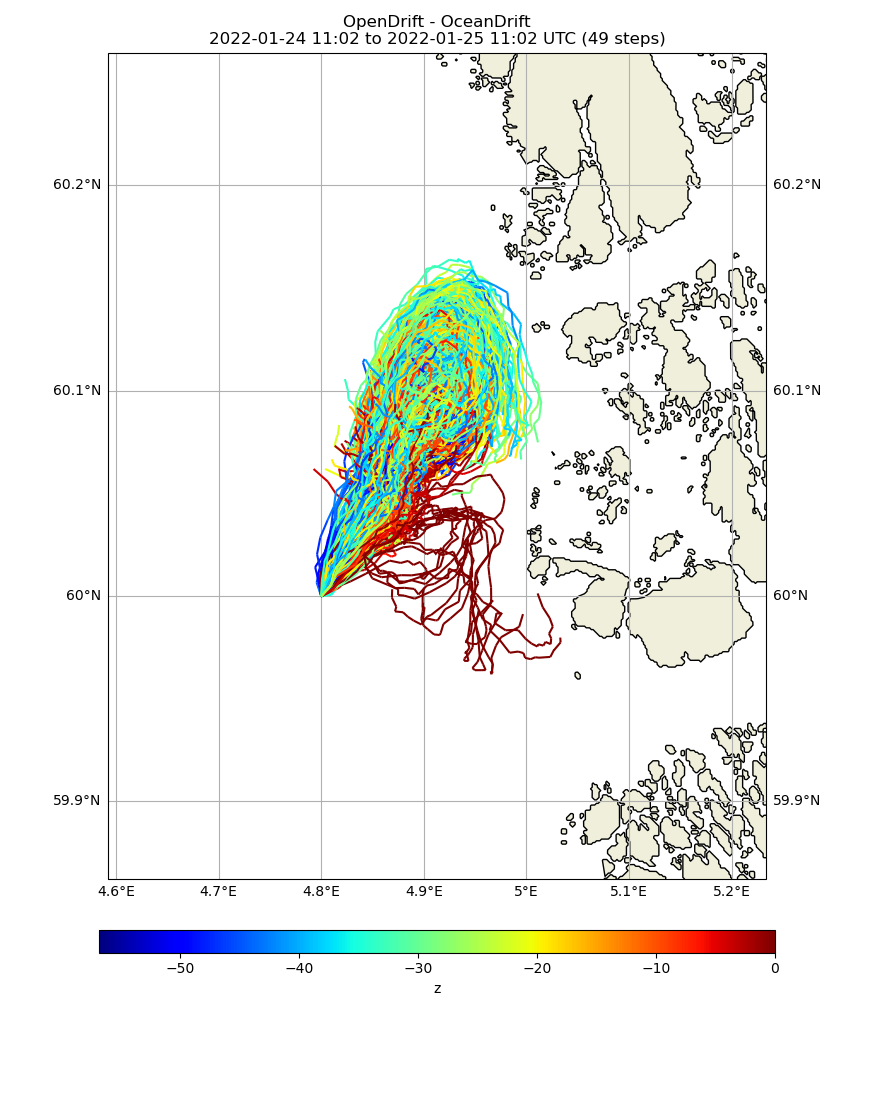 OpenDrift - OceanDrift
2022-01-24 11:02 to 2022-01-25 11:02 UTC (49 steps)
60.2°N 60.2°N
60.1°N 60.1°N
60°N 60°N
59.9°N 59.9°N
4.6°E 4.7°E 4.8°E 4.9°E 5°E 5.1°E 5.2°E
−50 −40 −30 −20 −10 0
z